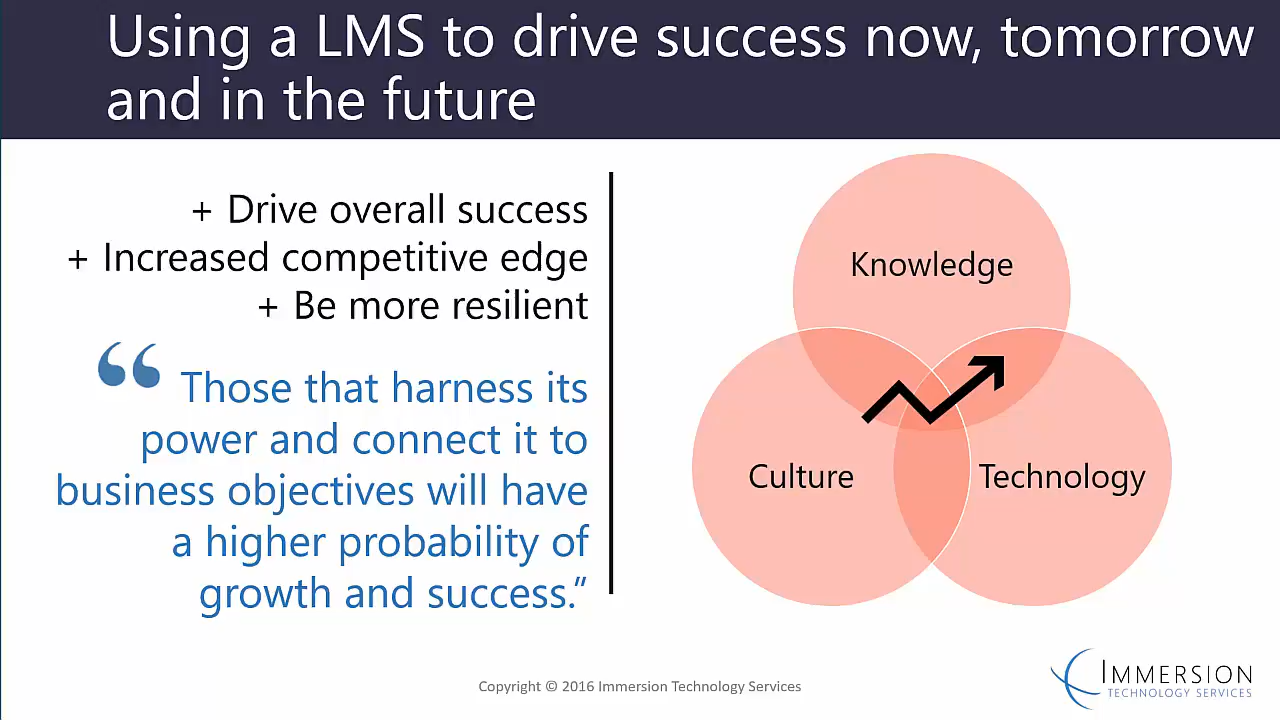 Using a LMS to drive success now, tomorrow
and in the future
+ Drive overall success
+ Increased competitive edge
+ Be more resilient
“ Those that harness its
power and connect it to
business objectives will have
a higher probability of
growth and success.”
Knowledge
Culture
Technology
Copyright © 2016 Immersion Technology Services
IMMERSION
TECHNOLOGY SERVICES